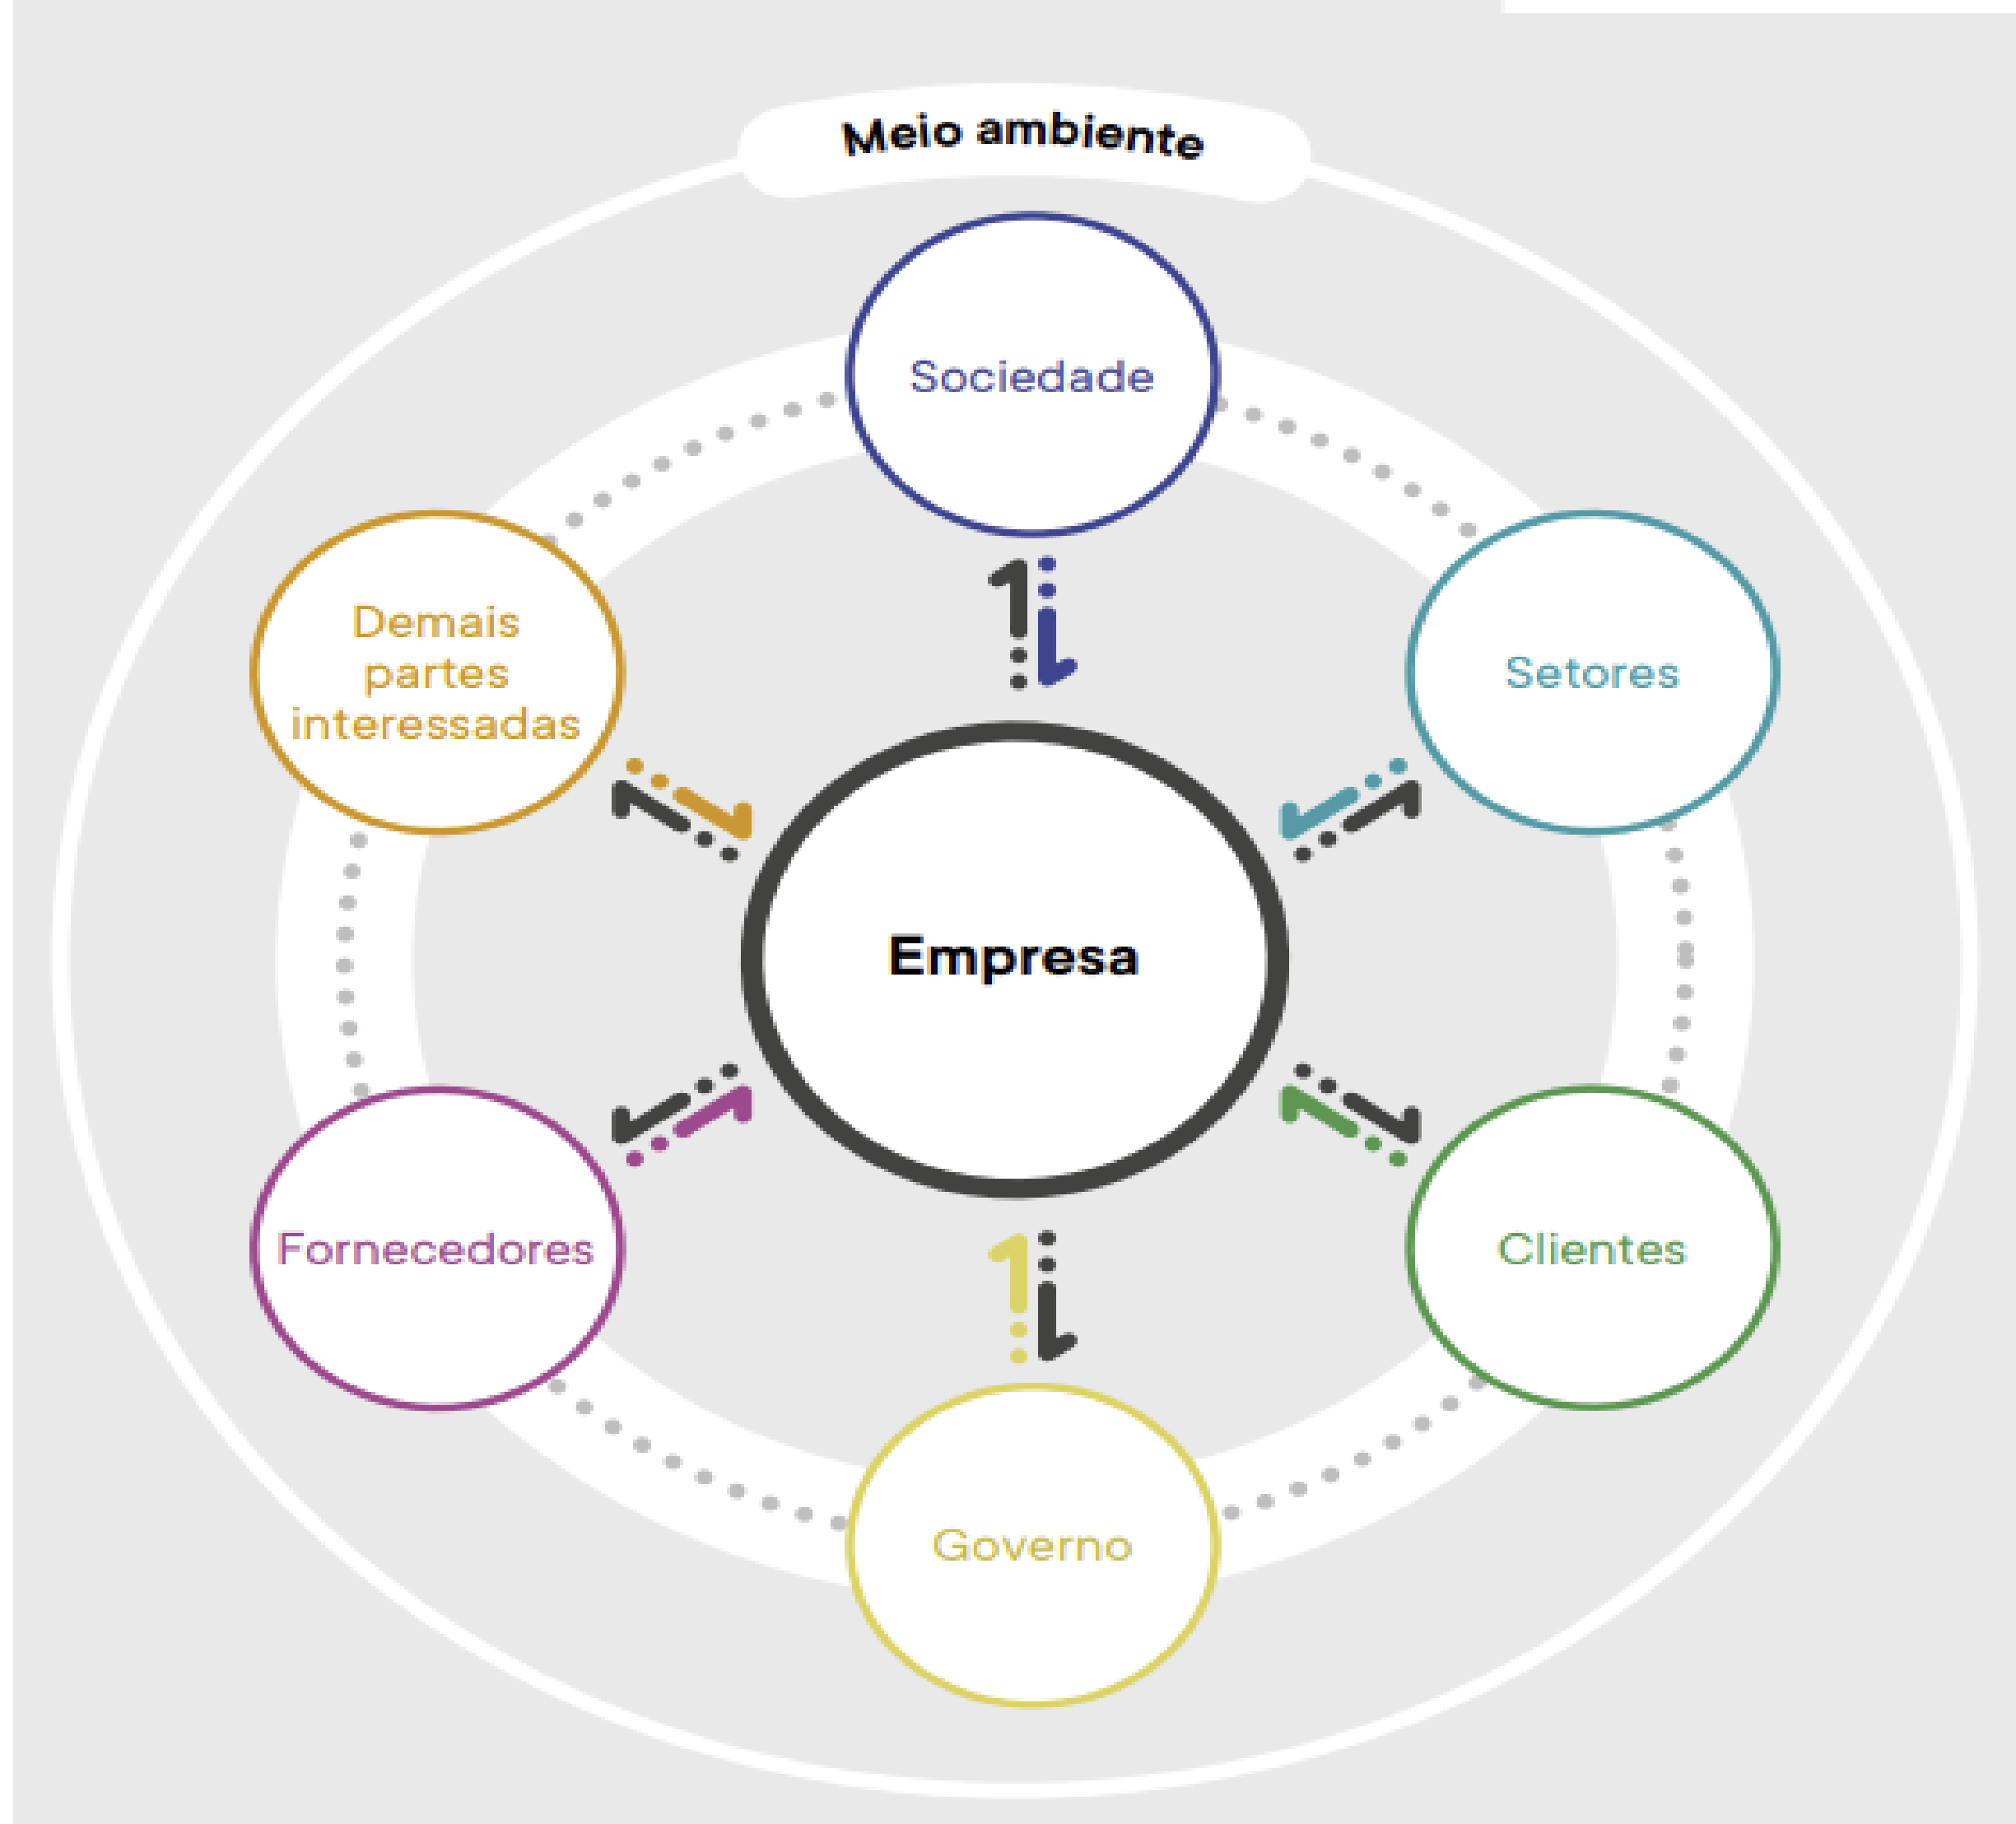 Meio ambiente
Sociedade
Demais
partes
interessadas
Setores
Empresa
Fornecedores
Clientes
Governo